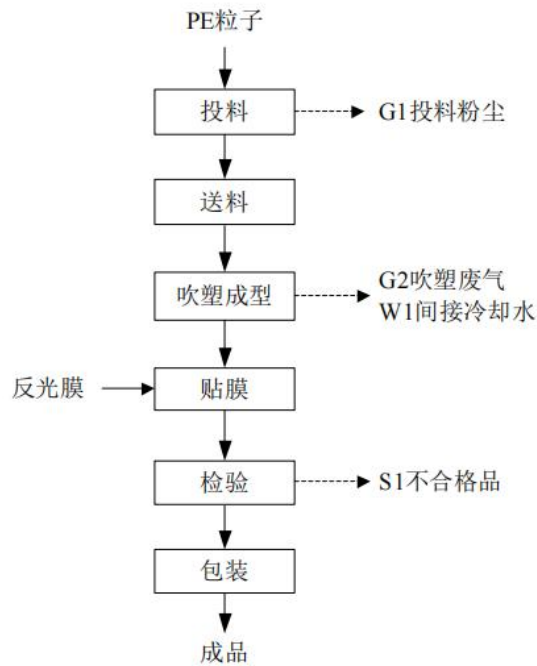 PE粒子
投料
G1投料粉尘
送料
吹塑成型
G2吹塑废气
W1间接冷却水
反光膜
贴膜
检验
S1不合格品
包装
成品